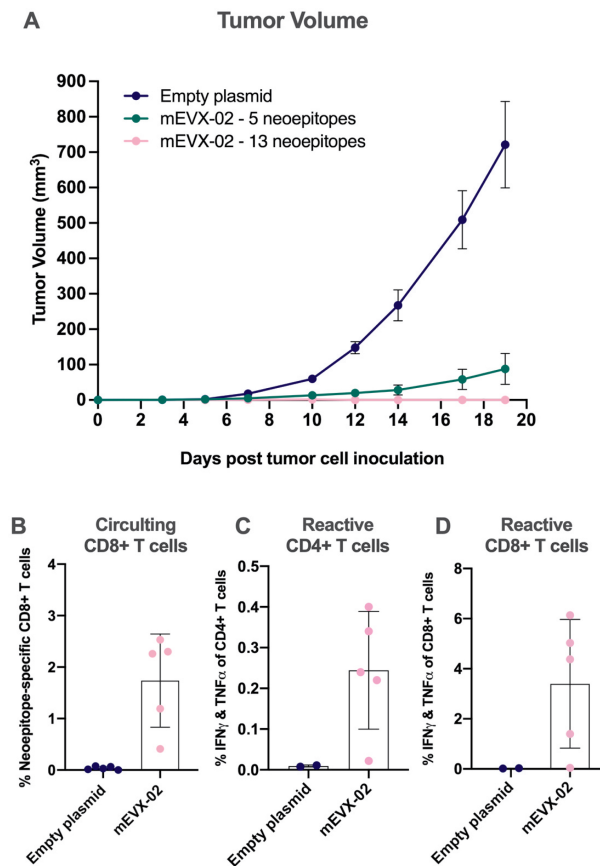 A
Tumor Volume
Tumor Volume (mm³)
900
800
700
600
500
400
300
200
100
0
Empty plasmid
mEVX-02 - 5 neoepitopes
mEVX-02 - 13 neoepitopes
0 2 4 6 8 10 12 14 16 18 20
Days post tumor cell inoculation
B
Circulting
CD8+ T cells
% Neoepitope-specific CD8+ T cells
4
3
2
1
0
Empty plasmid
mEVX-02
C
Reactive
CD4+ T cells
% IFNγ & TNFα of CD4+ T cells
0.5
0.4
0.3
0.2
0.1
0.0
Empty plasmid
mEVX-02
D
Reactive
CD8+ T cells
% IFNγ & TNFα of CD8+ T cells
8
6
4
2
0
Empty plasmid
mEVX-02